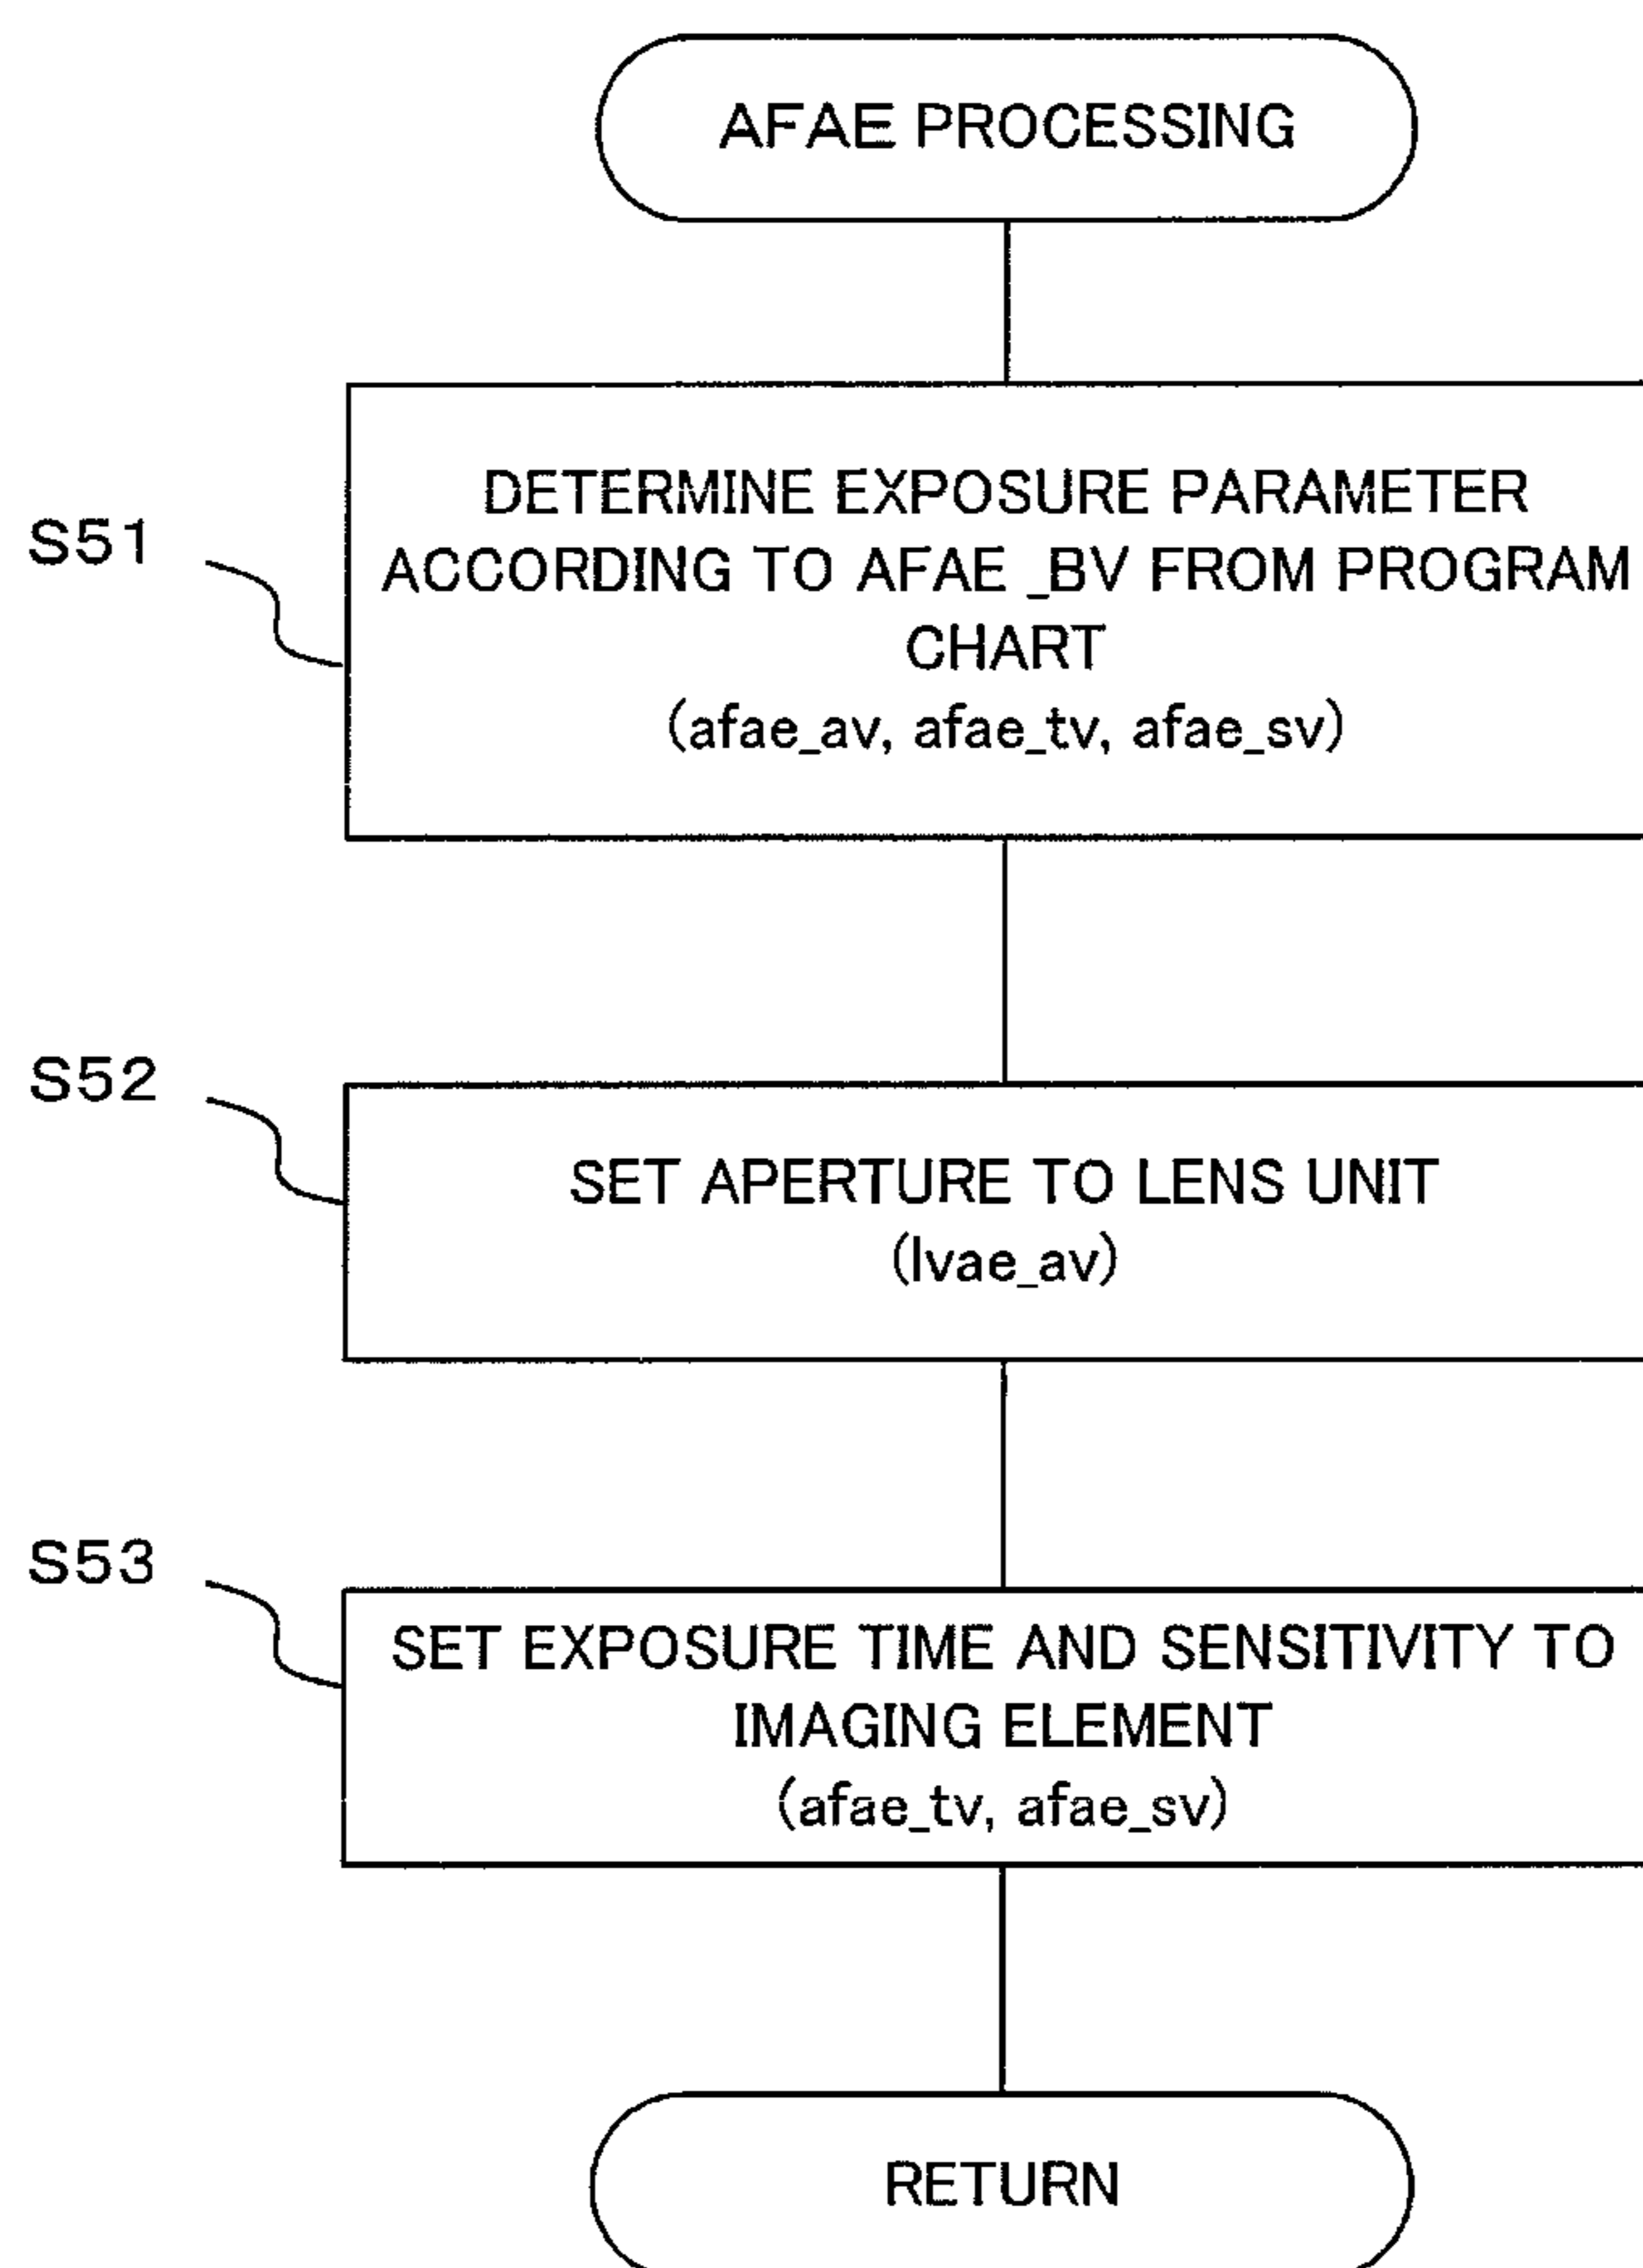 AFAE PROCESSING
S51
DETERMINE EXPOSURE PARAMETER
ACCORDING TO AFAE _BV FROM PROGRAM
CHART
(afae_av, afae_tv, afae_sv)
S52
SET APERTURE TO LENS UNIT
(lvae_av)
S53
SET EXPOSURE TIME AND SENSITIVITY TO
IMAGING ELEMENT
(afae_tv, afae_sv)
RETURN